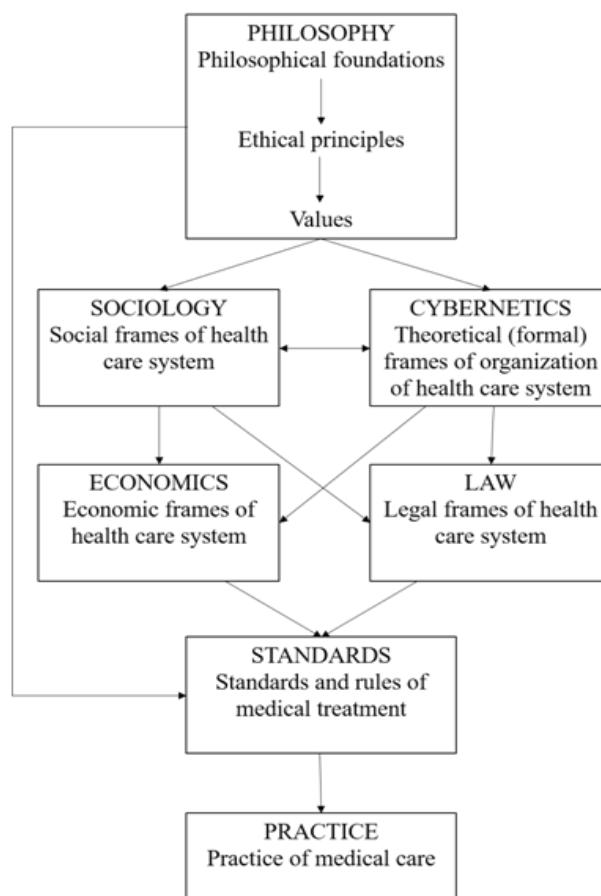 PHILOSOPHY
Philosophical foundations
Ethical principles
Values
SOCIOLOGY
Social frames of health
care system
CYBERNETICS
Theoretical (formal)
frames of organization
of health care system
ECONOMICS
Economic frames of
health care system
LAW
Legal frames of health
care system
STANDARDS
Standards and rules of
medical treatment
PRACTICE
Practice of medical care